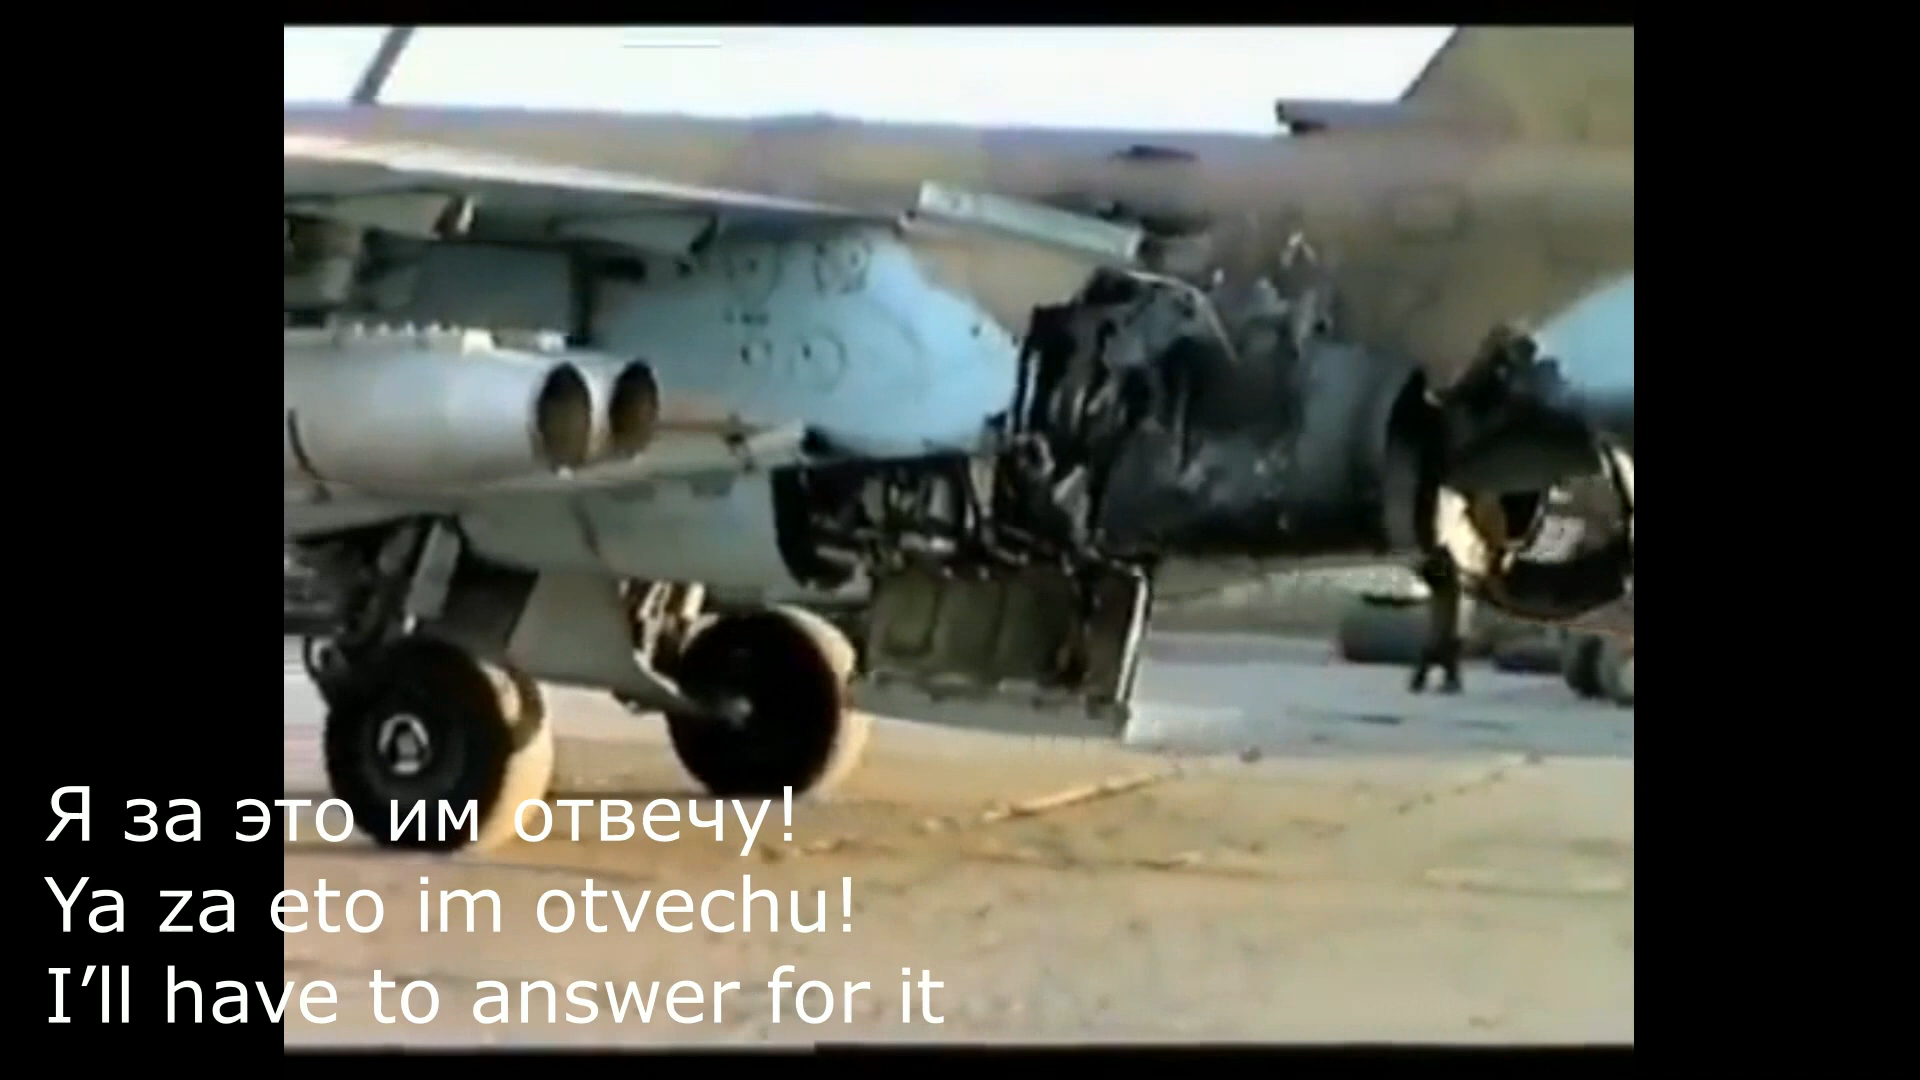 Я за это им отвечу!
Ya za eto im otvechu!
I’ll have to answer for it